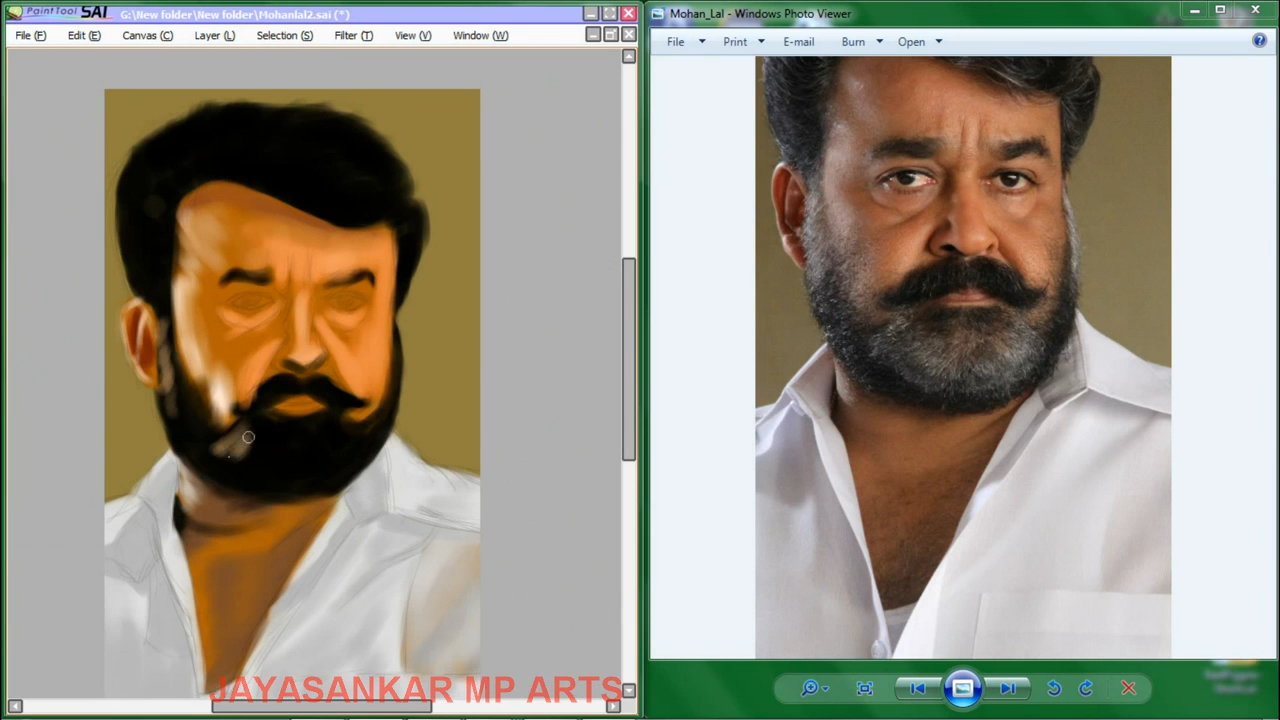 PaintTool SAI G:\New folder\New folder\Mohanlal2.sai (*)
File (F) Edit (E) Canvas (C) Layer (L) Selection (S) Filter (T) View (V) Window (W)
Mohan_Lal - Windows Photo Viewer
File Print E-mail Burn Open
JAYASANKAR MP ARTS